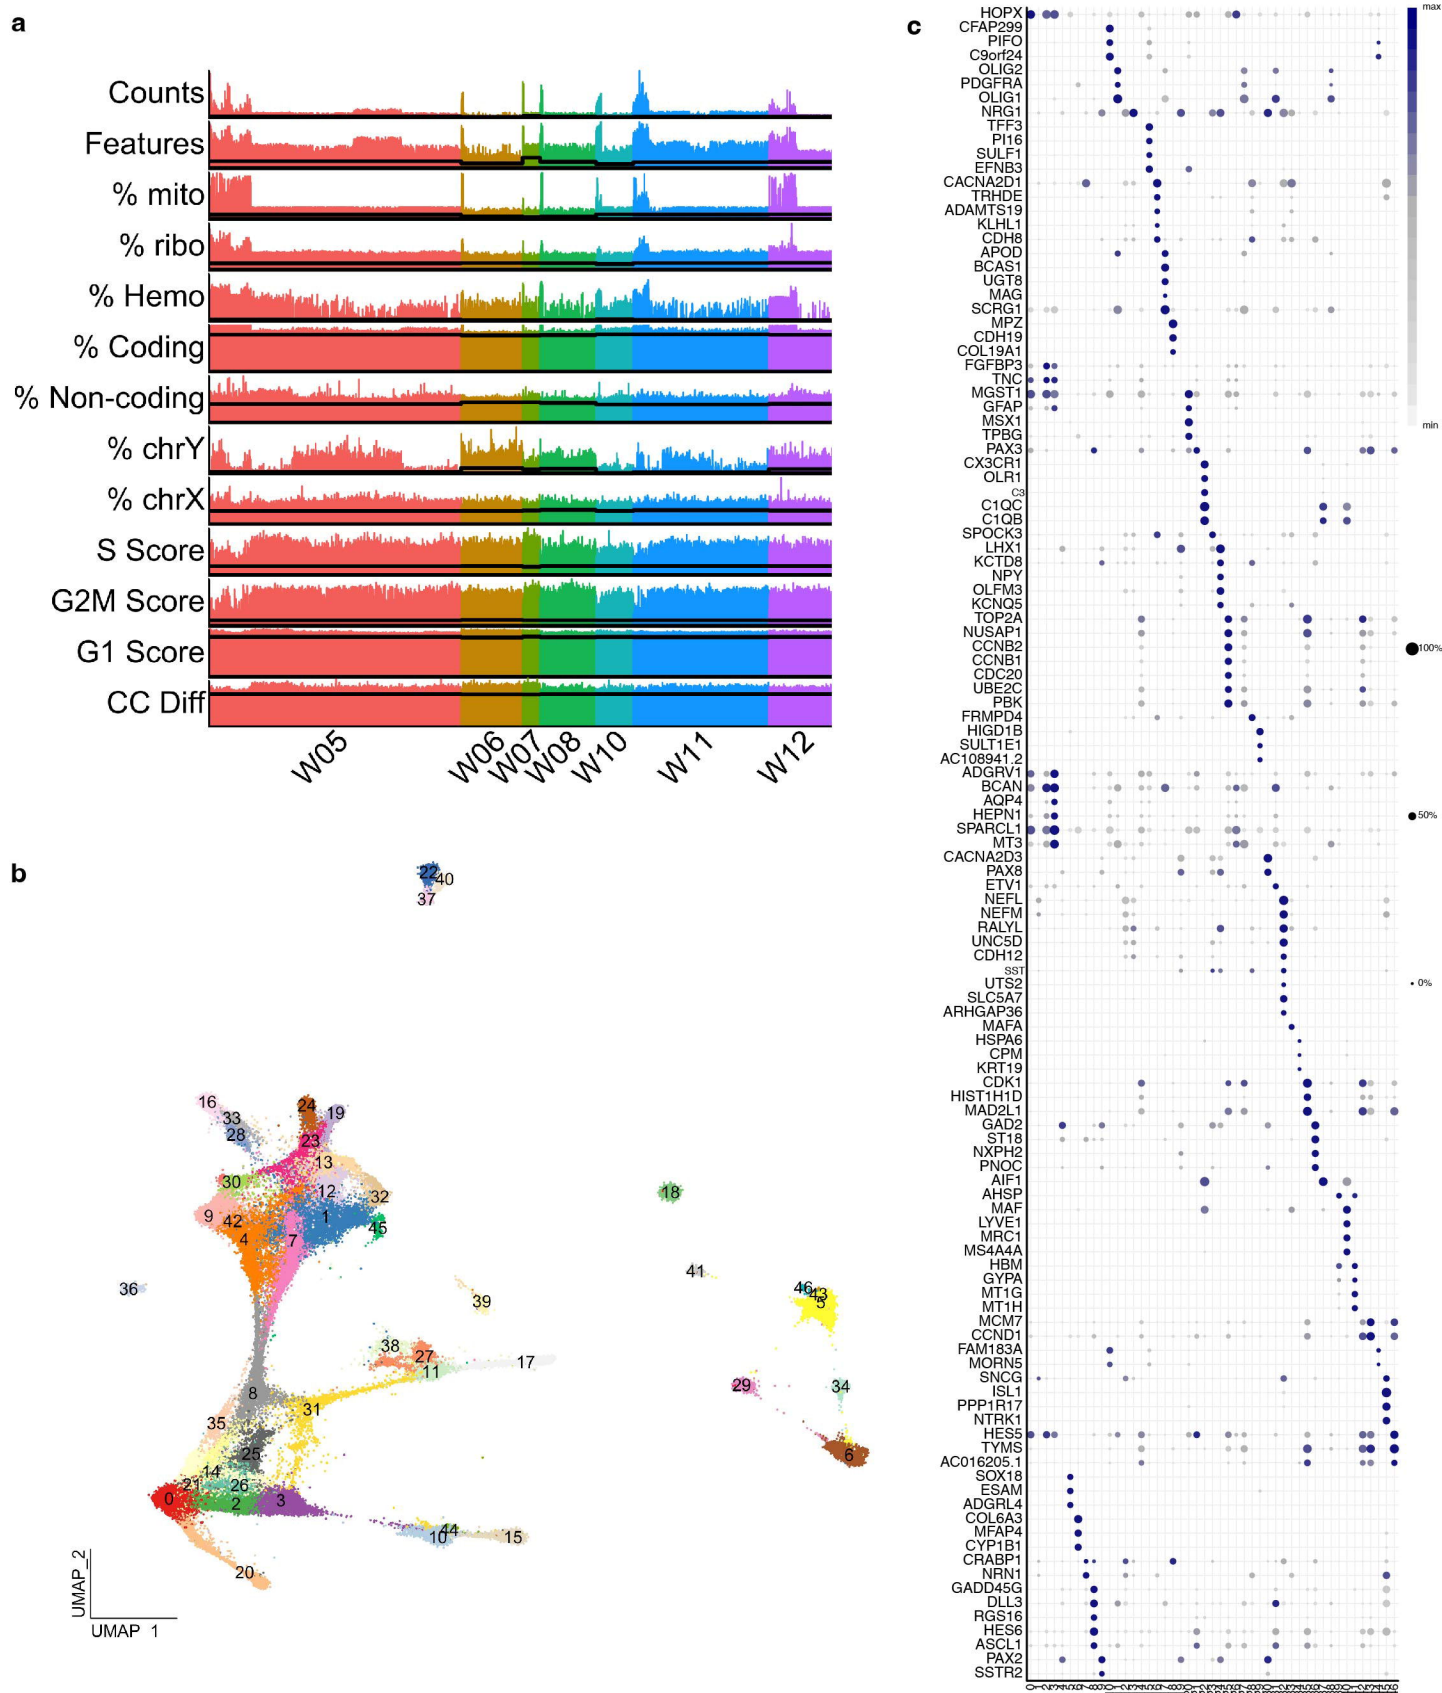 a
Counts
Features
% mito
% ribo
% Hemo
% Coding
% Non-coding
% chrY
% chrX
S Score
G2M Score
G1 Score
CC Diff
W05
W06
W07
W08
W10
W11
W12
b
22
40
37
16
33
28
24
19
23
13
30
12
32
9
42
1
45
4
7
18
36
41
39
46
43
5
38
27
11
17
8
29
34
31
35
25
6
14
21
26
0
2
3
44
10
15
20
UMAP_2
UMAP 1
c
HOPX
CFAP299
PIFO
C9orf24
OLIG2
PDGFRA
OLIG1
NRG1
TFF3
PI16
SULF1
EFNB3
CACNA2D1
TRHDE
ADAMTS19
KLHL1
CDH8
APOD
BCAS1
UGT8
MAG
SCRG1
MPZ
CDH19
COL19A1
FGFBP3
TNC
MGST1
GFAP
MSX1
TPBG
PAX3
CX3CR1
OLR1
C3
C1QC
C1QB
SPOCK3
LHX1
KCTD8
NPY
OLFM3
KCNQ5
TOP2A
NUSAP1
CCNB2
CCNB1
CDC20
UBE2C
PBK
FRMPD4
HIGD1B
SULT1E1
AC108941.2
ADGRV1
BCAN
AQP4
HEPN1
SPARCL1
MT3
CACNA2D3
PAX8
ETV1
NEFL
NEFM
RALYL
UNC5D
CDH12
SST
UTS2
SLC5A7
ARHGAP36
MAFA
HSPA6
CPM
KRT19
CDK1
HIST1H1D
MAD2L1
GAD2
ST18
NXPH2
PNOC
AIF1
AHSP
MAF
LYVE1
MRC1
MS4A4A
HBM
GYPA
MT1G
MT1H
MCM7
CCND1
FAM183A
MORN5
SNCG
ISL1
PPP1R17
NTRK1
HES5
TYMS
AC016205.1
SOX18
ESAM
ADGRL4
COL6A3
MFAP4
CYP1B1
CRABP1
NRN1
GADD45G
DLL3
RGS16
HES6
ASCL1
PAX2
SSTR2
max
min
100%
50%
0%